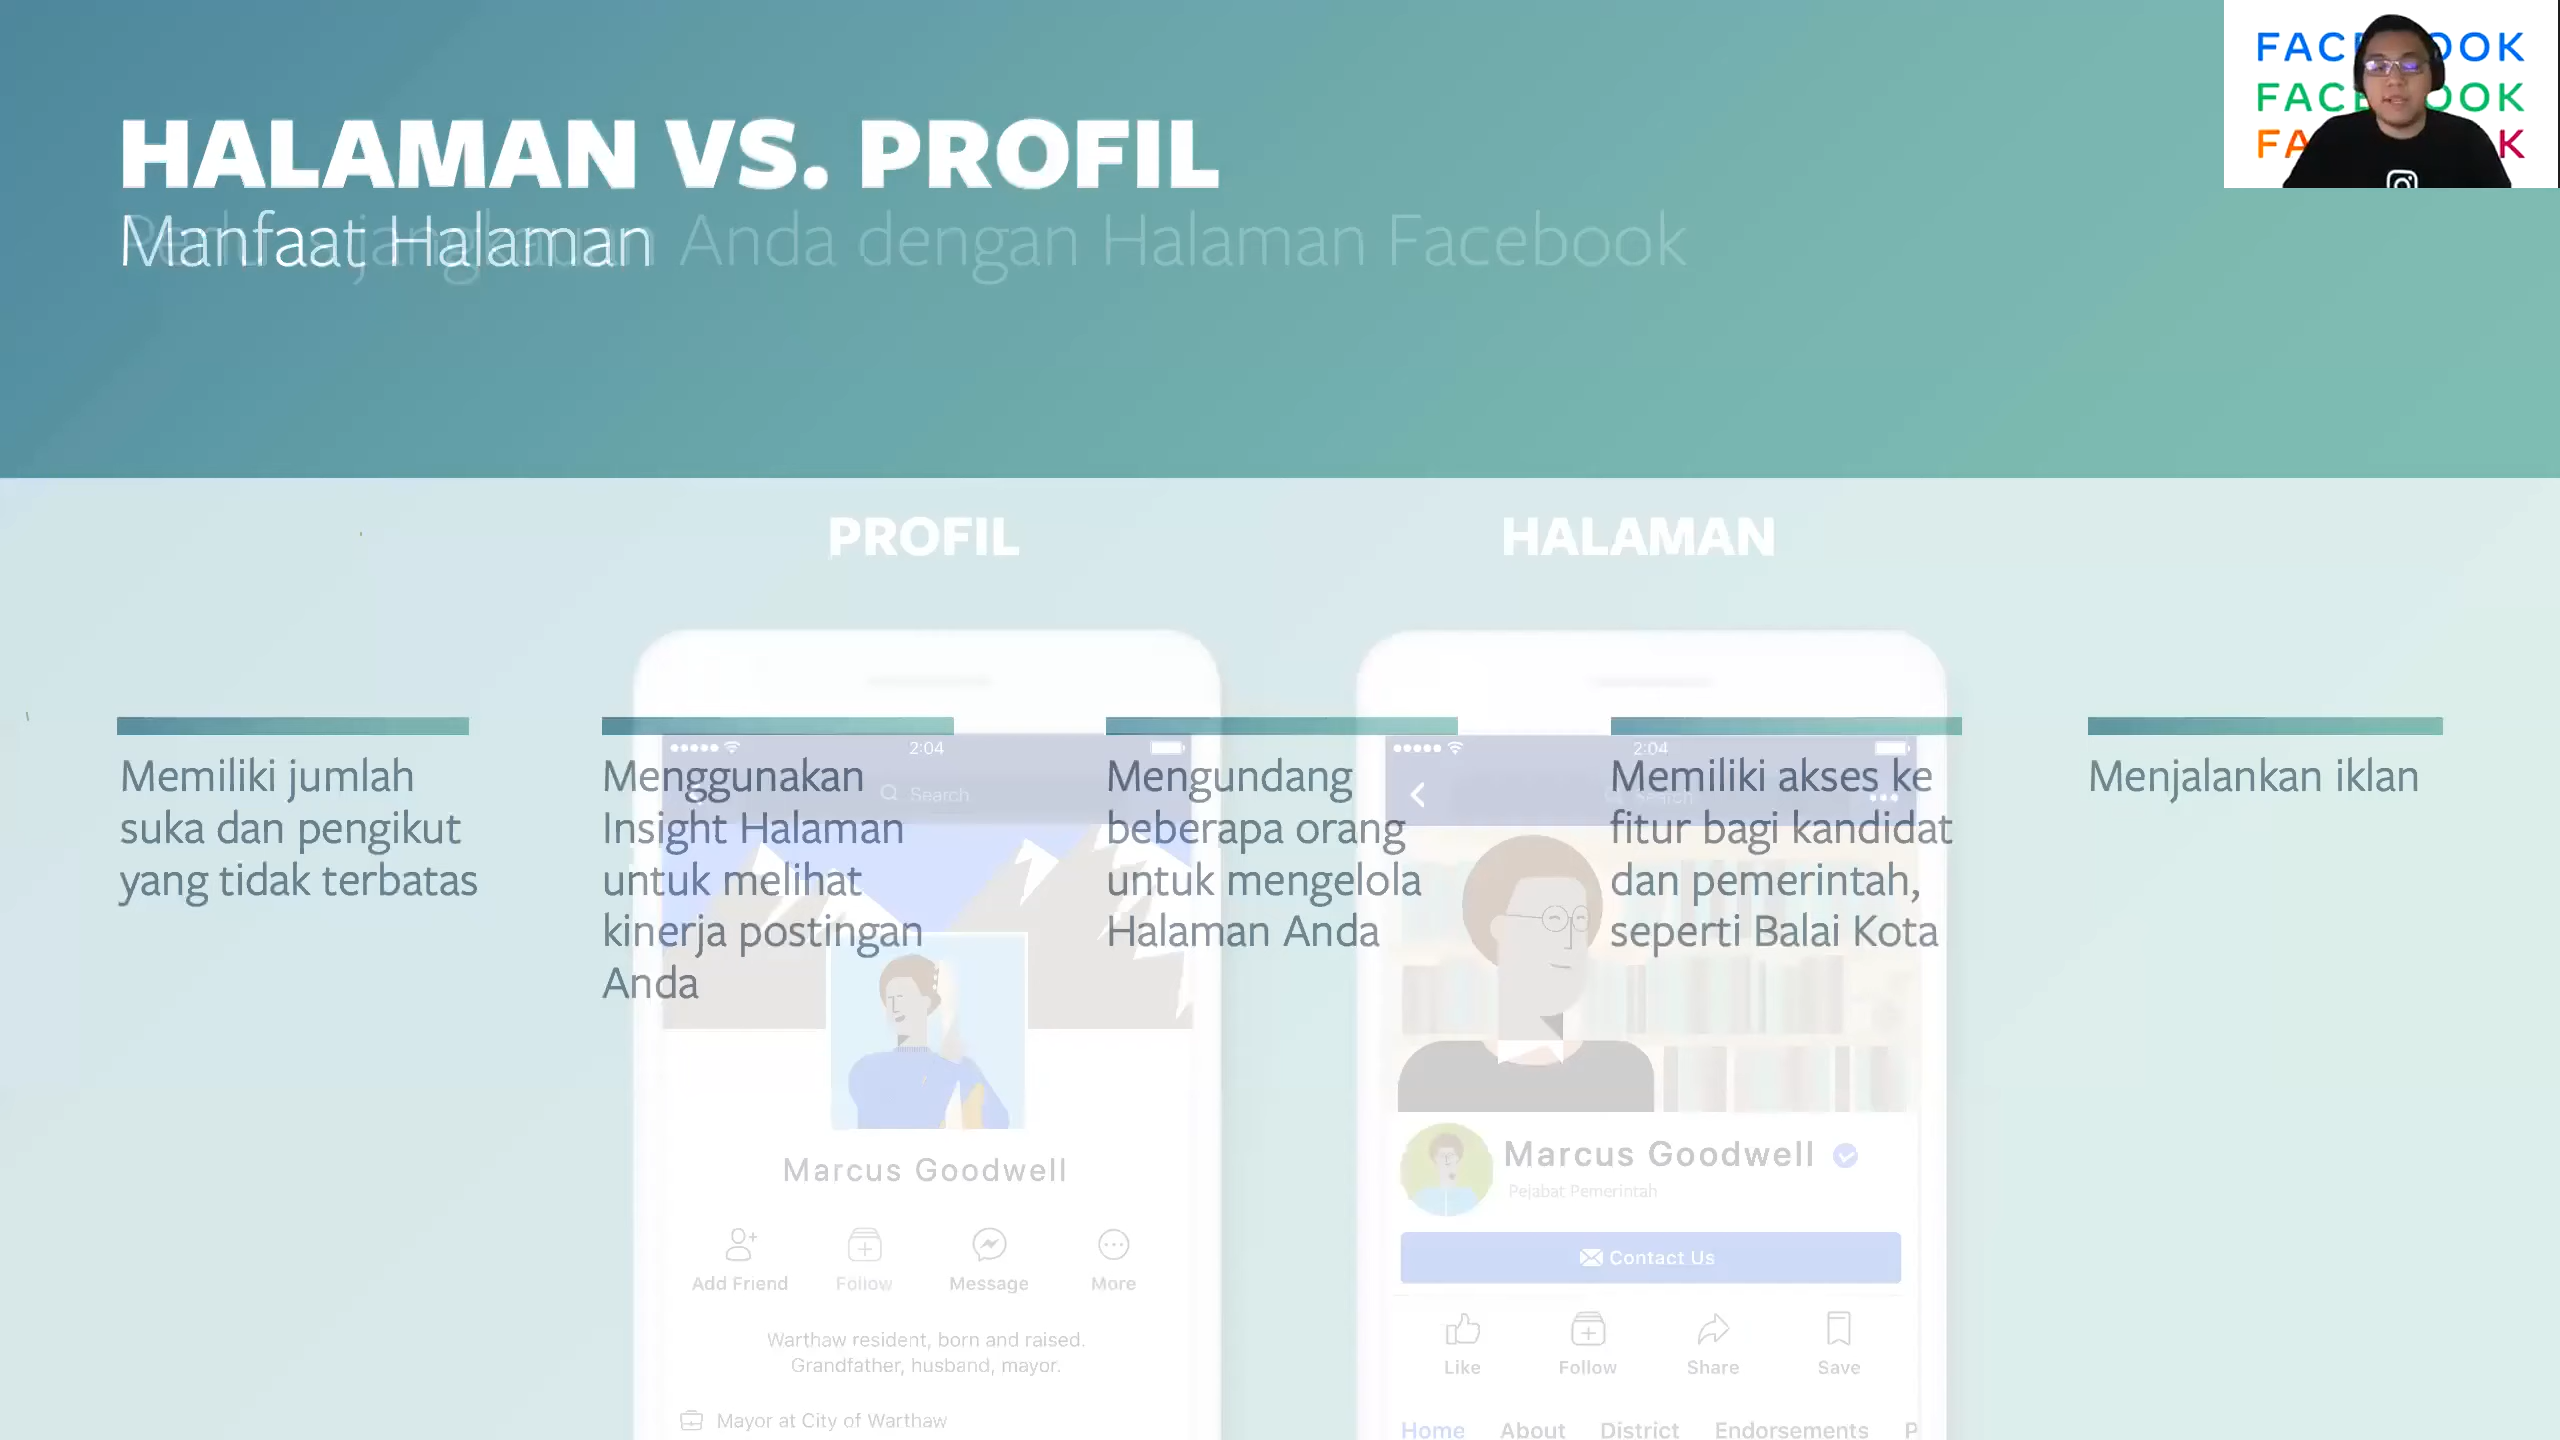 FACEBOOK
FACEBOOK
HALAMAN VS. PROFIL
Manfaat Halaman
jangkauan Anda dengan Halaman Facebook
PROFIL
HALAMAN
Memiliki jumlah
suka dan pengikut
yang tidak terbatas
Menggunakan
Insight Halaman
untuk melihat
kinerja postingan
Anda
Mengundang
beberapa orang
untuk mengelola
Halaman Anda
Memiliki akses ke
fitur bagi kandidat
dan pemerintah,
seperti Balai Kota
Menjalankan iklan
2:04
Search
Marcus Goodwell
Add Friend
Follow
Message
More
Warthaw resident, born and raised.
Grandfather, husband, mayor.
Mayor at City of Warthaw
2:04
Search
Marcus Goodwell
Pejabat Pemerintah
Contact Us
Like
Follow
Share
Save
Home About District Endorsements P